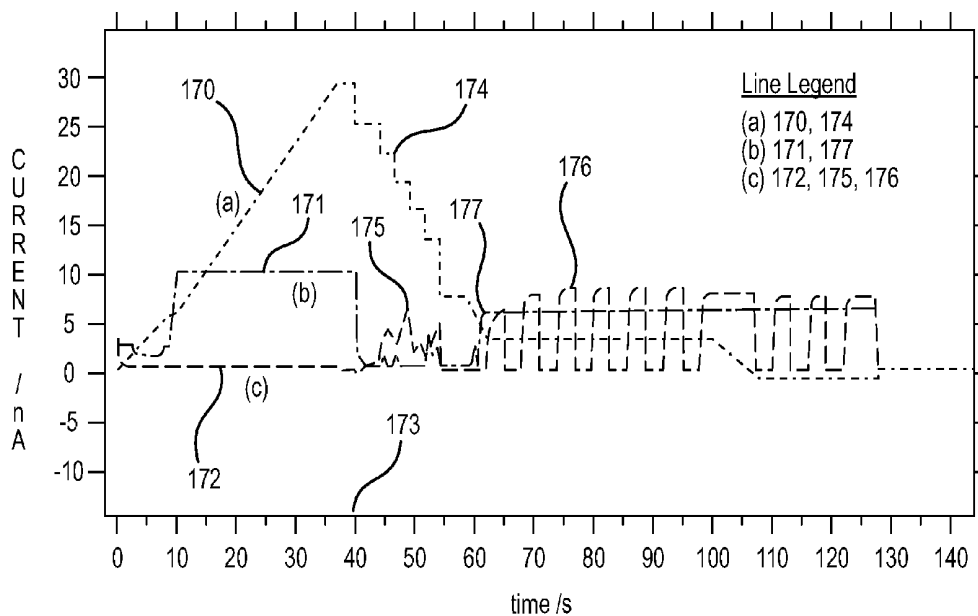 CURRENT /nA
30
25
20
15
10
5
0
-5
-10
170
174
Line Legend
(a) 170, 174
(b) 171, 177
(c) 172, 175, 176
176
(a)
171
175
177
(b)
(c)
172
173
0 10 20 30 40 50 60 70 80 90 100 110 120 130 140
time /s